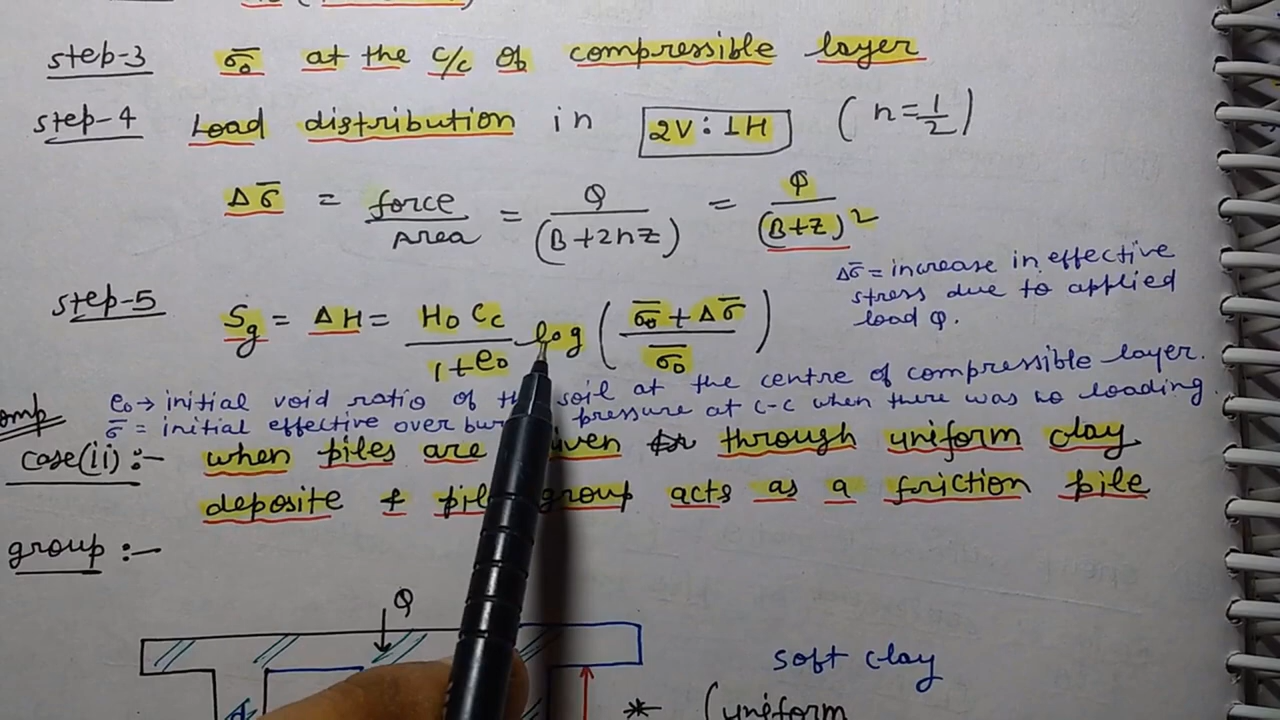 step-3 σ̄₀ at the c/c of compressible layer
step-4 Load distribution in 2V:1H (n=1/2)
Δσ̄ = force/Area = Q/(B+2nz) = Q/(B+z)²
Δσ̄ = increase in effective
stress due to applied
load Q.
step-5 Sg = ΔH = H₀Cc/1+e₀ log (σ̄₀+Δσ̄/σ̄₀)
e₀→ initial void ratio of soil at the centre of compressible layer.
σ̄ = initial effective over pressure at c-c when there was no loading.
case(ii):- when piles are through uniform clay
deposite & group acts as a friction pile
group:-
Q
soft clay
* (uniform